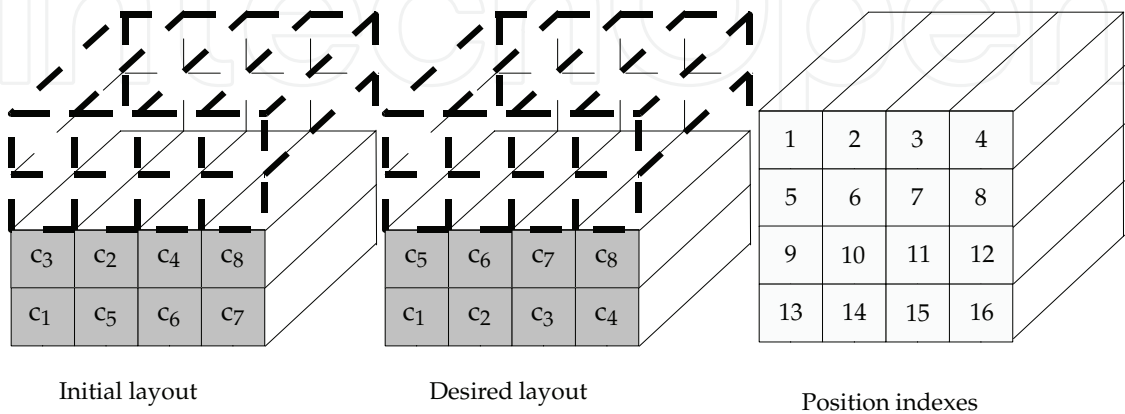 InTechOpen
c3 c2 c4 c8
c1 c5 c6 c7
Initial layout
c5 c6 c7 c8
c1 c2 c3 c4
Desired layout
1 2 3 4
5 6 7 8
9 10 11 12
13 14 15 16
Position indexes